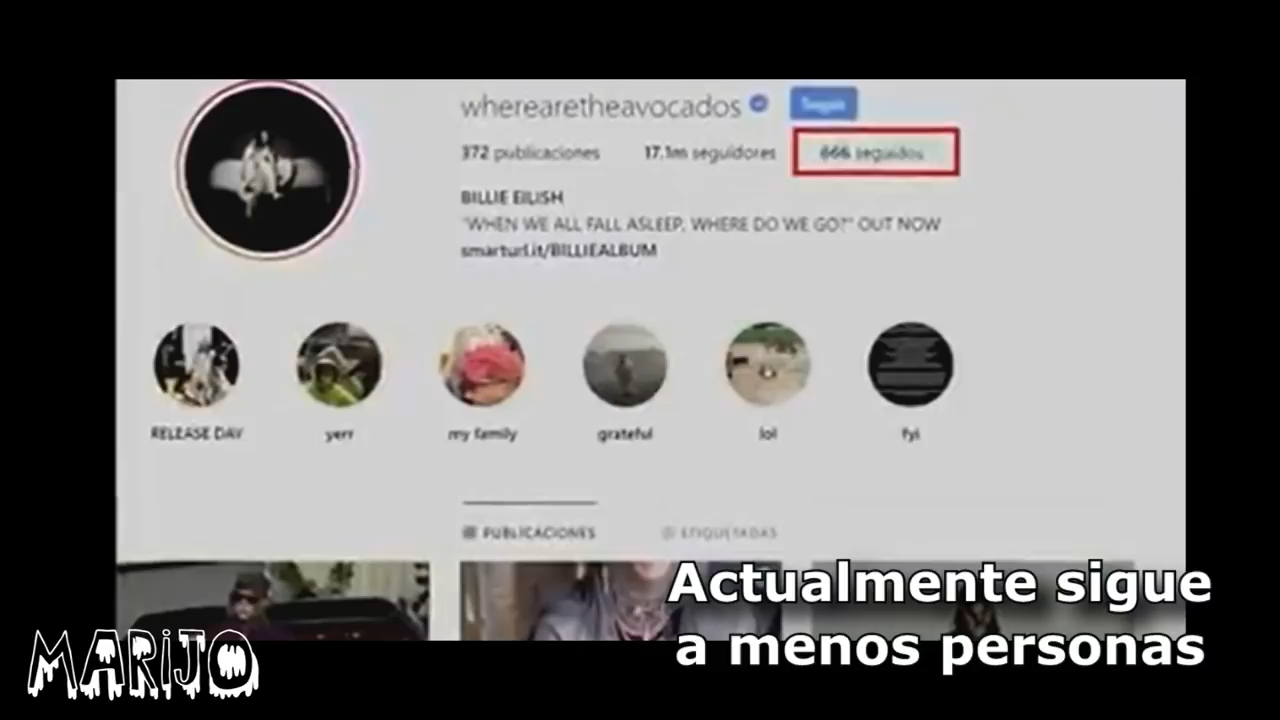 wherearetheavocados
Seguir
372 publicaciones 17.1m seguidores 666 seguidos
BILLIE EILISH
"WHEN WE ALL FALL ASLEEP, WHERE DO WE GO?" OUT NOW
smarturl.it/BILLIEALBUM
RELEASE DAY yerr my family grateful lol fyi
PUBLICACIONES ETIQUETADAS
Actualmente sigue
a menos personas
MARiJO